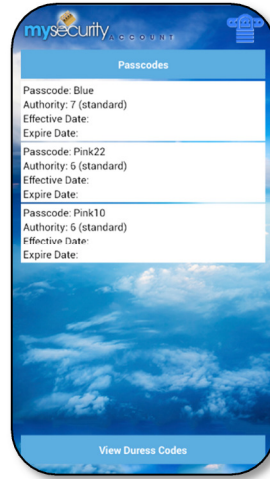 mysecurity
ACCOUNT
Passcodes
Passcode: Blue
Authority: 7 (standard)
Effective Date:
Expire Date:
Passcode: Pink22
Authority: 6 (standard)
Effective Date:
Expire Date:
Passcode: Pink10
Authority: 6 (standard)
Effective Date:
Expire Date:
View Duress Codes